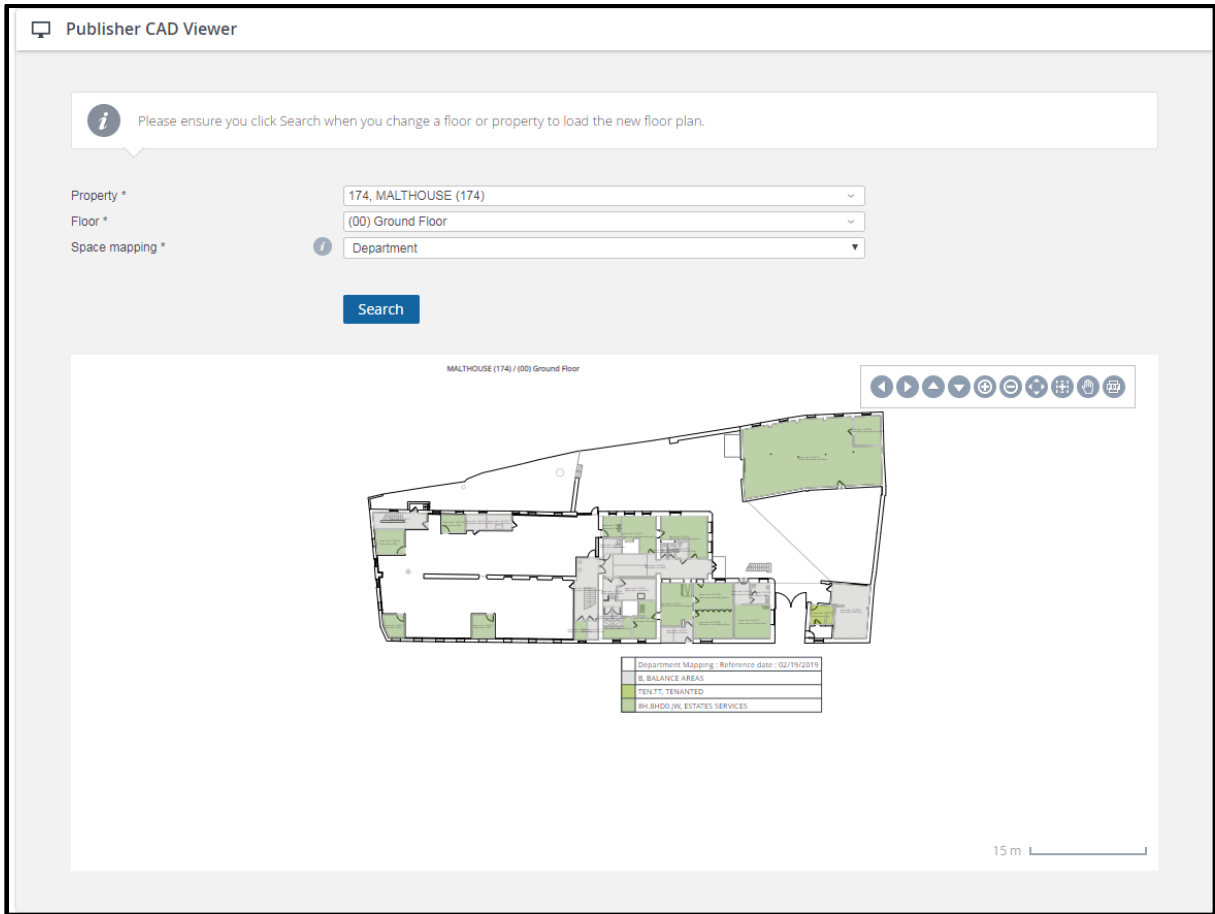 Publisher CAD Viewer
Please ensure you click Search when you change a floor or property to load the new floor plan.
Property * 174, MALTHOUSE (174)
Floor * (00) Ground Floor
Space mapping * Department
Search
MALTHOUSE (174) / (00) Ground Floor
PDF
Department Mapping : Reference date : 02/19/2019
B, BALANCE AREAS
TEN.TT, TENANTED
8H.8HD0.JW, ESTATES SERVICES
15 m